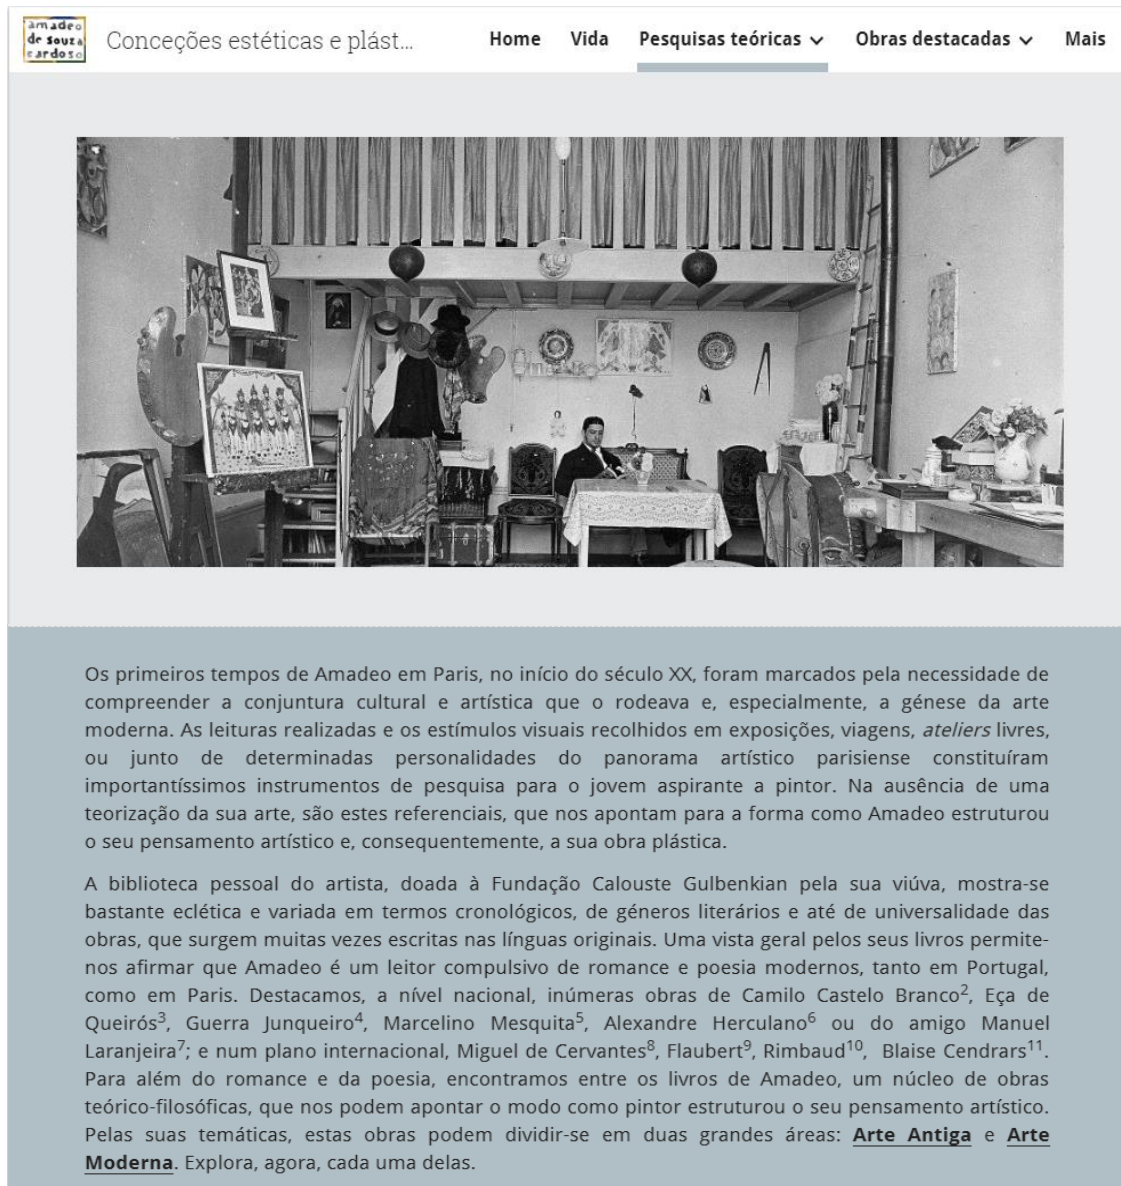 amadeo
de souza
cardoso
Conceções estéticas e plást...
Home Vida Pesquisas teóricas Obras destacadas Mais
Os primeiros tempos de Amadeo em Paris, no início do século XX, foram marcados pela necessidade de
compreender a conjuntura cultural e artística que o rodeava e, especialmente, a génese da arte
moderna. As leituras realizadas e os estímulos visuais recolhidos em exposições, viagens, ateliers livres,
ou junto de determinadas personalidades do panorama artístico parisiense constituíram
importantíssimos instrumentos de pesquisa para o jovem aspirante a pintor. Na ausência de uma
teorização da sua arte, são estes referenciais, que nos apontam para a forma como Amadeo estruturou
o seu pensamento artístico e, consequentemente, a sua obra plástica.
A biblioteca pessoal do artista, doada à Fundação Calouste Gulbenkian pela sua viúva, mostra-se
bastante eclética e variada em termos cronológicos, de géneros literários e até de universalidade das
obras, que surgem muitas vezes escritas nas línguas originais. Uma vista geral pelos seus livros permite-
nos afirmar que Amadeo é um leitor compulsivo de romance e poesia modernos, tanto em Portugal,
como em Paris. Destacamos, a nível nacional, inúmeras obras de Camilo Castelo Branco², Eça de
Queirós³, Guerra Junqueiro⁴, Marcelino Mesquita⁵, Alexandre Herculano⁶ ou do amigo Manuel
Laranjeira⁷; e num plano internacional, Miguel de Cervantes⁸, Flaubert⁹, Rimbaud¹⁰, Blaise Cendrars¹¹.
Para além do romance e da poesia, encontramos entre os livros de Amadeo, um núcleo de obras
teórico-filosóficas, que nos podem apontar o modo como pintor estruturou o seu pensamento artístico.
Pelas suas temáticas, estas obras podem dividir-se em duas grandes áreas: Arte Antiga e Arte
Moderna. Explora, agora, cada uma delas.